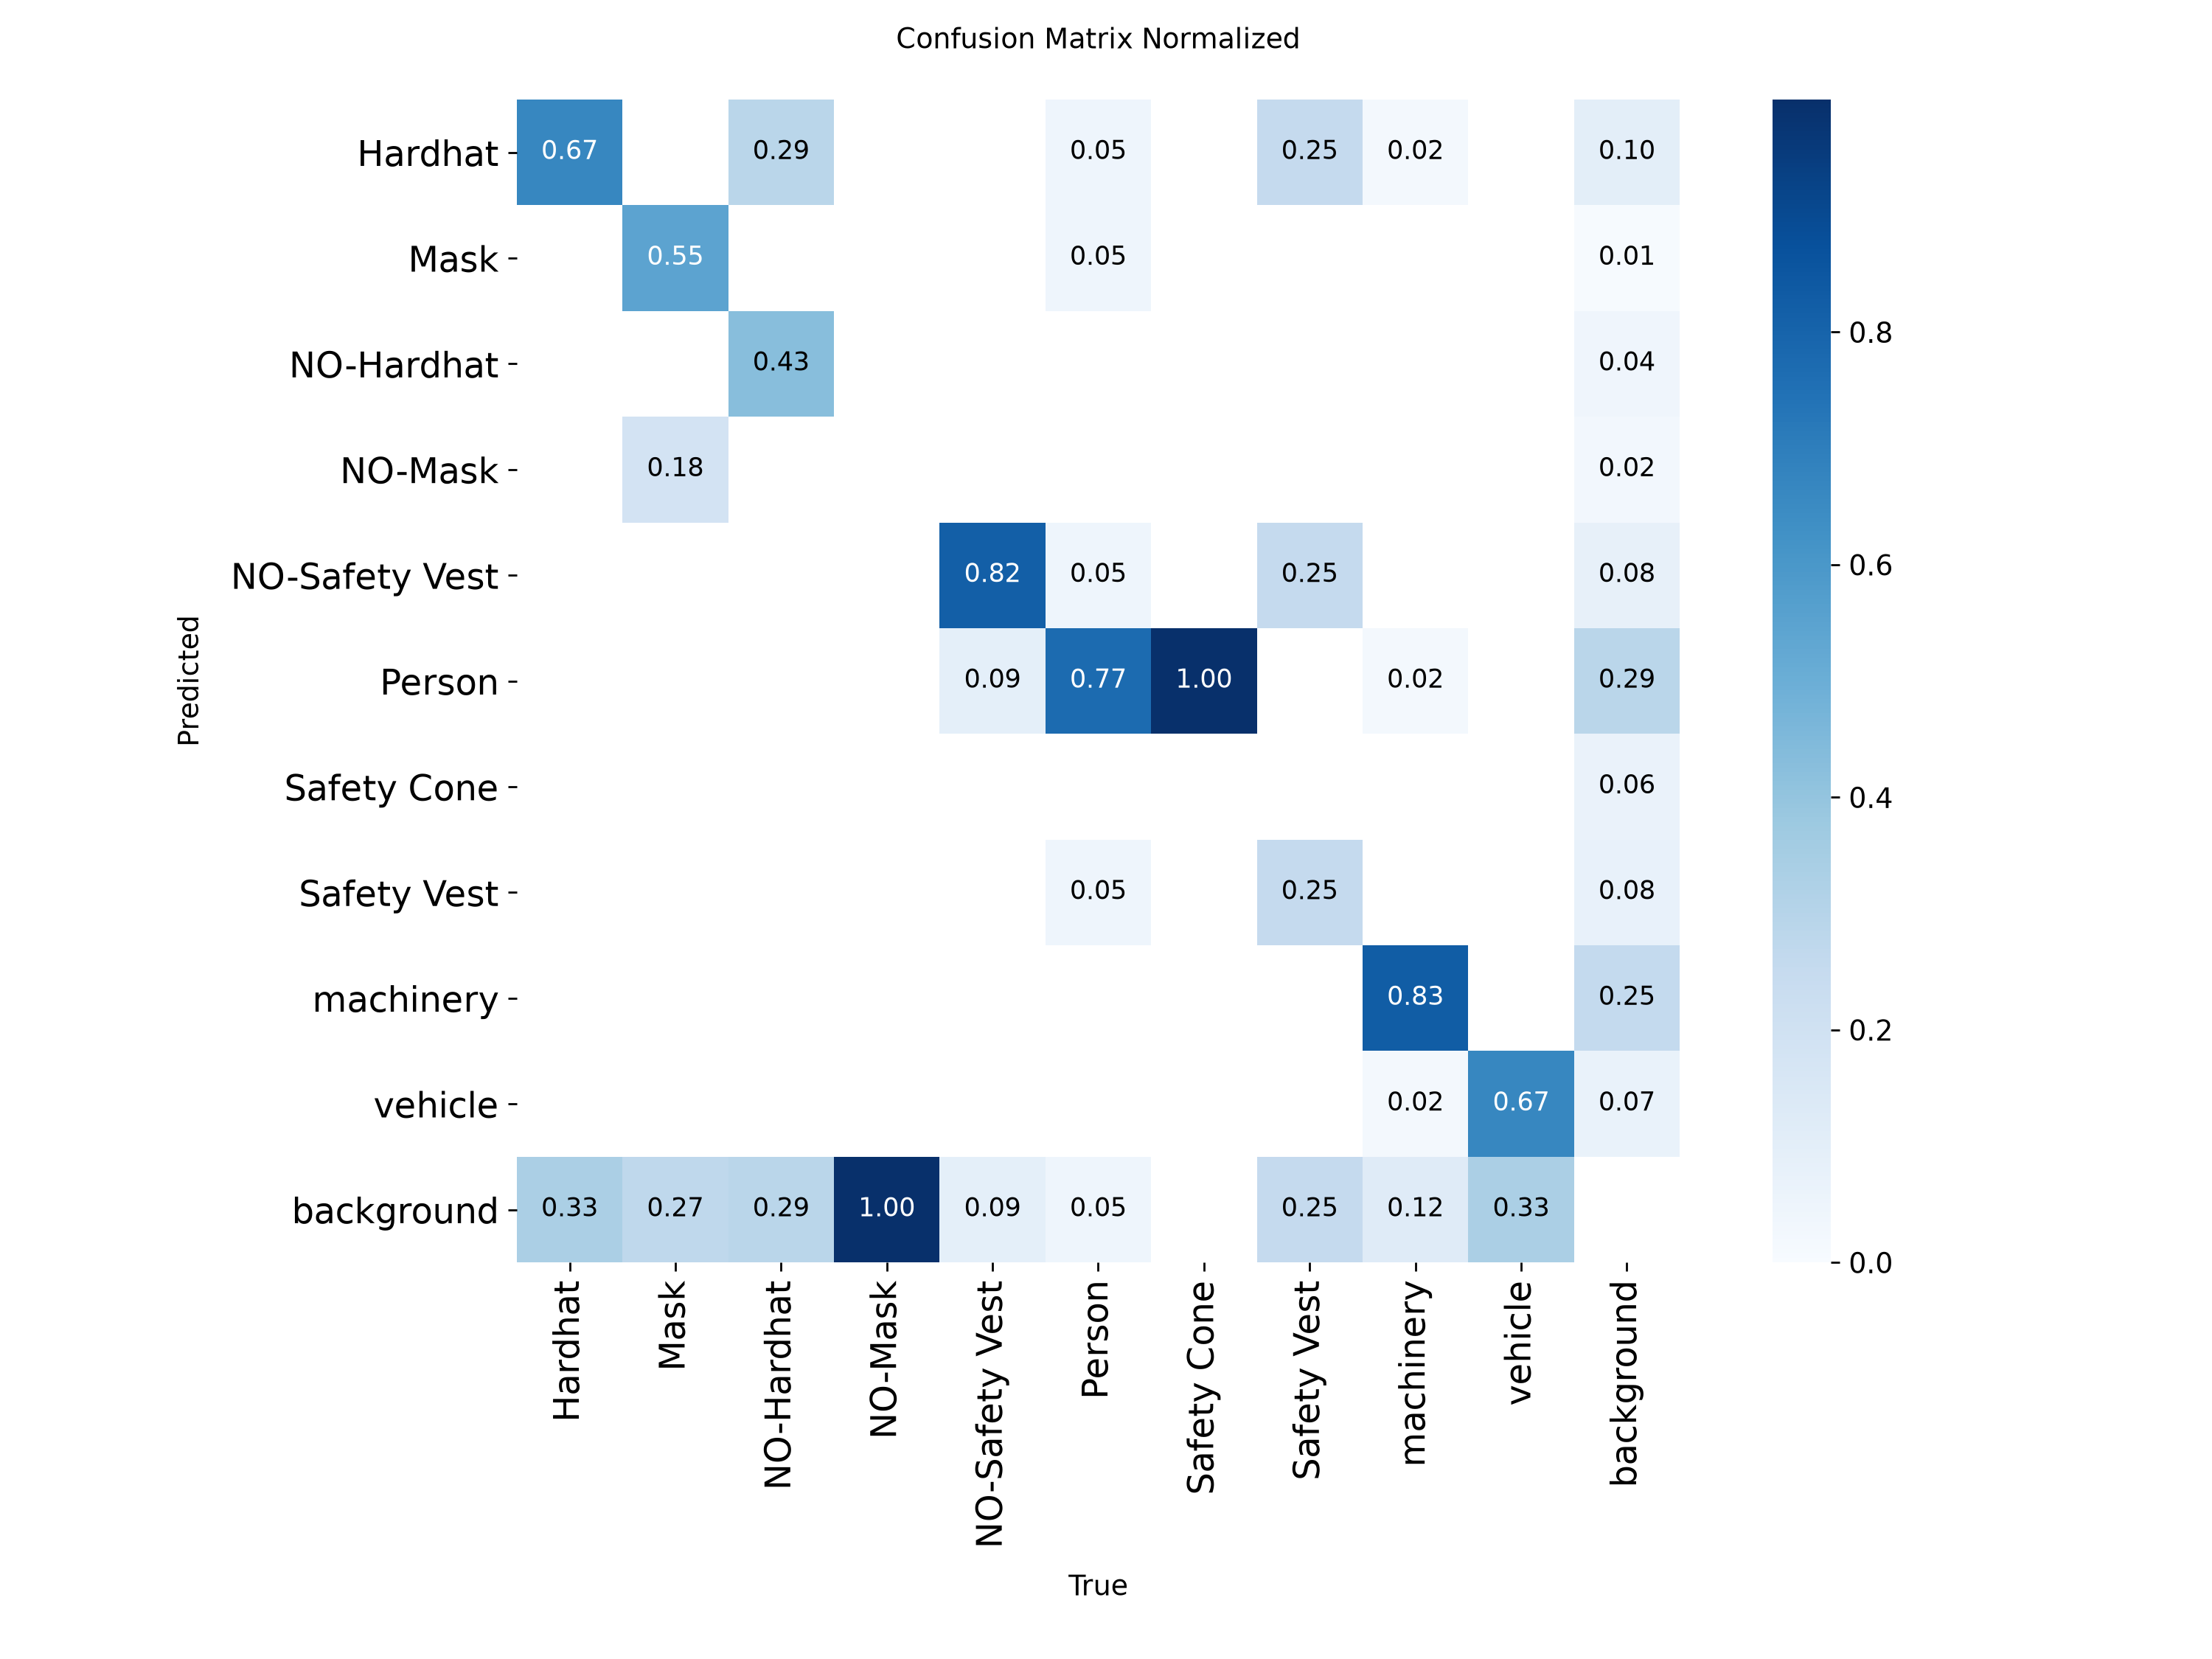 Confusion Matrix Normalized
Hardhat 0.67 0.29 0.05 0.25 0.02 0.10
Mask 0.55 0.05 0.01
NO-Hardhat 0.43 0.04
NO-Mask 0.18 0.02
NO-Safety Vest 0.82 0.05 0.25 0.08
Person 0.09 0.77 1.00 0.02 0.29
Safety Cone 0.06
Safety Vest 0.05 0.25 0.08
machinery 0.83 0.25
vehicle 0.02 0.67 0.07
background 0.33 0.27 0.29 1.00 0.09 0.05 0.25 0.12 0.33
Predicted
Hardhat
Mask
NO-Hardhat
NO-Mask
NO-Safety Vest
Person
Safety Cone
Safety Vest
machinery
vehicle
background
True
0.8
0.6
0.4
0.2
0.0